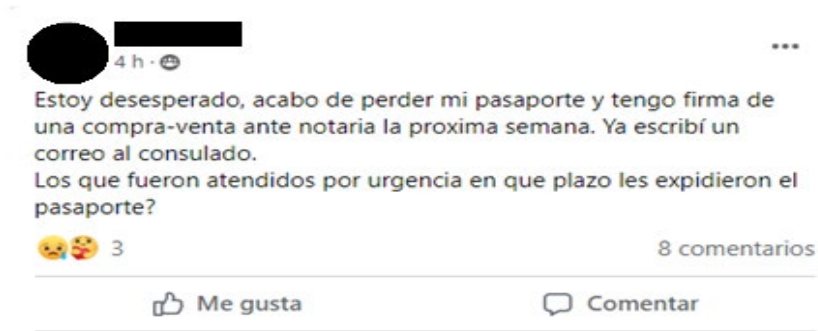 4 h ·
Estoy desesperado, acabo de perder mi pasaporte y tengo firma de
una compra-venta ante notaria la proxima semana. Ya escribí un
correo al consulado.
Los que fueron atendidos por urgencia en que plazo les expidieron el
pasaporte?
3
8 comentarios
Me gusta
Comentar